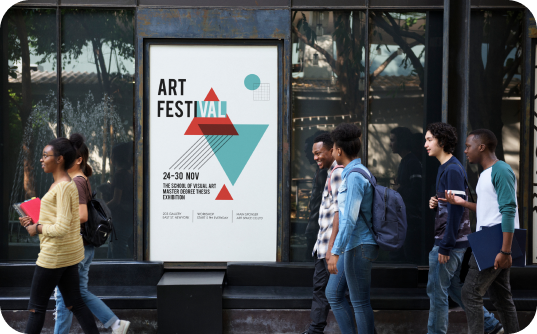 ART
FESTIVAL
24-30 NOV
THE SCHOOL OF VISUAL ART
MASTER DEGREE THESIS
EXHIBITION